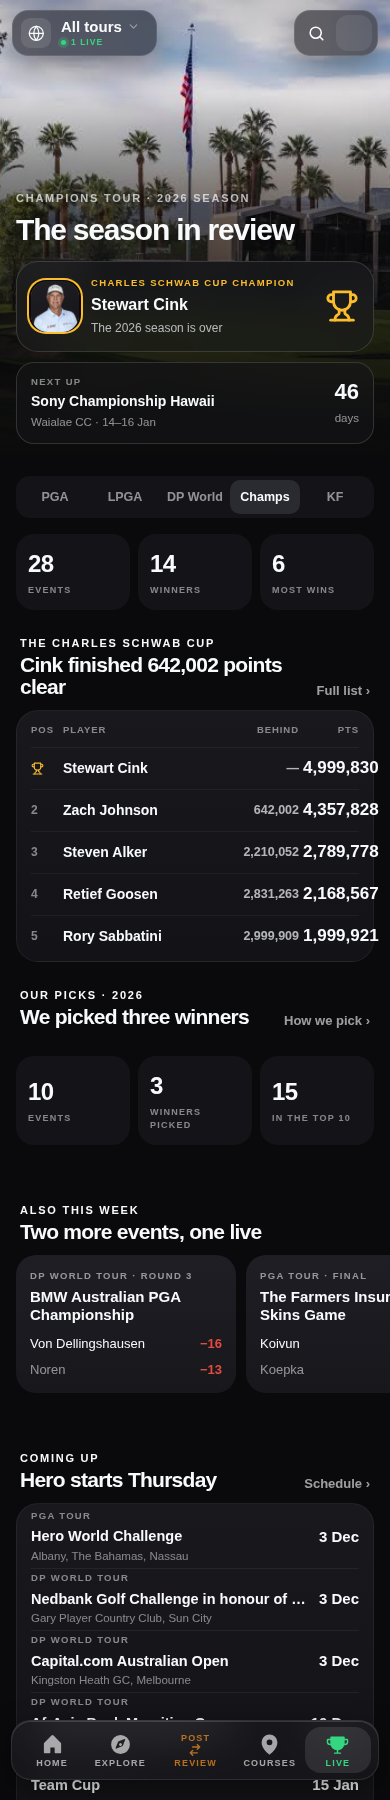 All tours
1 LIVE
CHAMPIONS TOUR · 2026 SEASON
The season in review
CHARLES SCHWAB CUP CHAMPION
Stewart Cink
The 2026 season is over
NEXT UP
Sony Championship Hawaii
Waialae CC · 14–16 Jan
46
days
PGA LPGA DP World Champs KF
28
EVENTS
14
WINNERS
6
MOST WINS
THE CHARLES SCHWAB CUP
Cink finished 642,002 points
clear
Full list ›
POS PLAYER BEHIND PTS
Stewart Cink — 4,999,830
2 Zach Johnson 642,002 4,357,828
3 Steven Alker 2,210,052 2,789,778
4 Retief Goosen 2,831,263 2,168,567
5 Rory Sabbatini 2,999,909 1,999,921
OUR PICKS · 2026
We picked three winners
How we pick ›
10
EVENTS
3
WINNERS
PICKED
15
IN THE TOP 10
ALSO THIS WEEK
Two more events, one live
DP WORLD TOUR · ROUND 3
BMW Australian PGA
Championship
Von Dellingshausen −16
Noren −13
PGA TOUR · FINAL
The Farmers Insur
Skins Game
Koivun
Koepka
COMING UP
Hero starts Thursday
Schedule ›
PGA TOUR
Hero World Challenge 3 Dec
Albany, The Bahamas, Nassau
DP WORLD TOUR
Nedbank Golf Challenge in honour of … 3 Dec
Gary Player Country Club, Sun City
DP WORLD TOUR
Capital.com Australian Open 3 Dec
Kingston Heath GC, Melbourne
DP WORLD TOUR
HOME
EXPLORE
POST
REVIEW
COURSES
LIVE
Team Cup 15 Jan